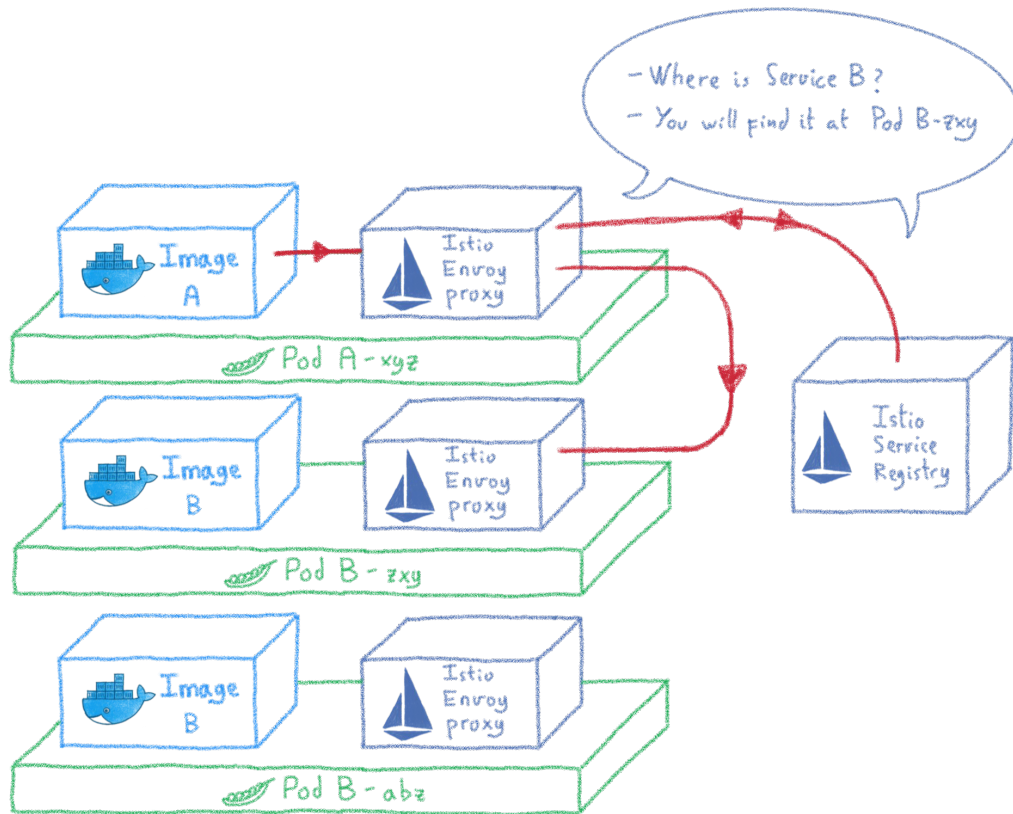 - Where is Service B?
- You will find it at Pod B-zxy
Image
A
Istio
Envoy
proxy
Pod A-xyz
Istio
Service
Registry
Image
B
Istio
Envoy
proxy
Pod B-zxy
Image
B
Istio
Envoy
proxy
Pod B-abz